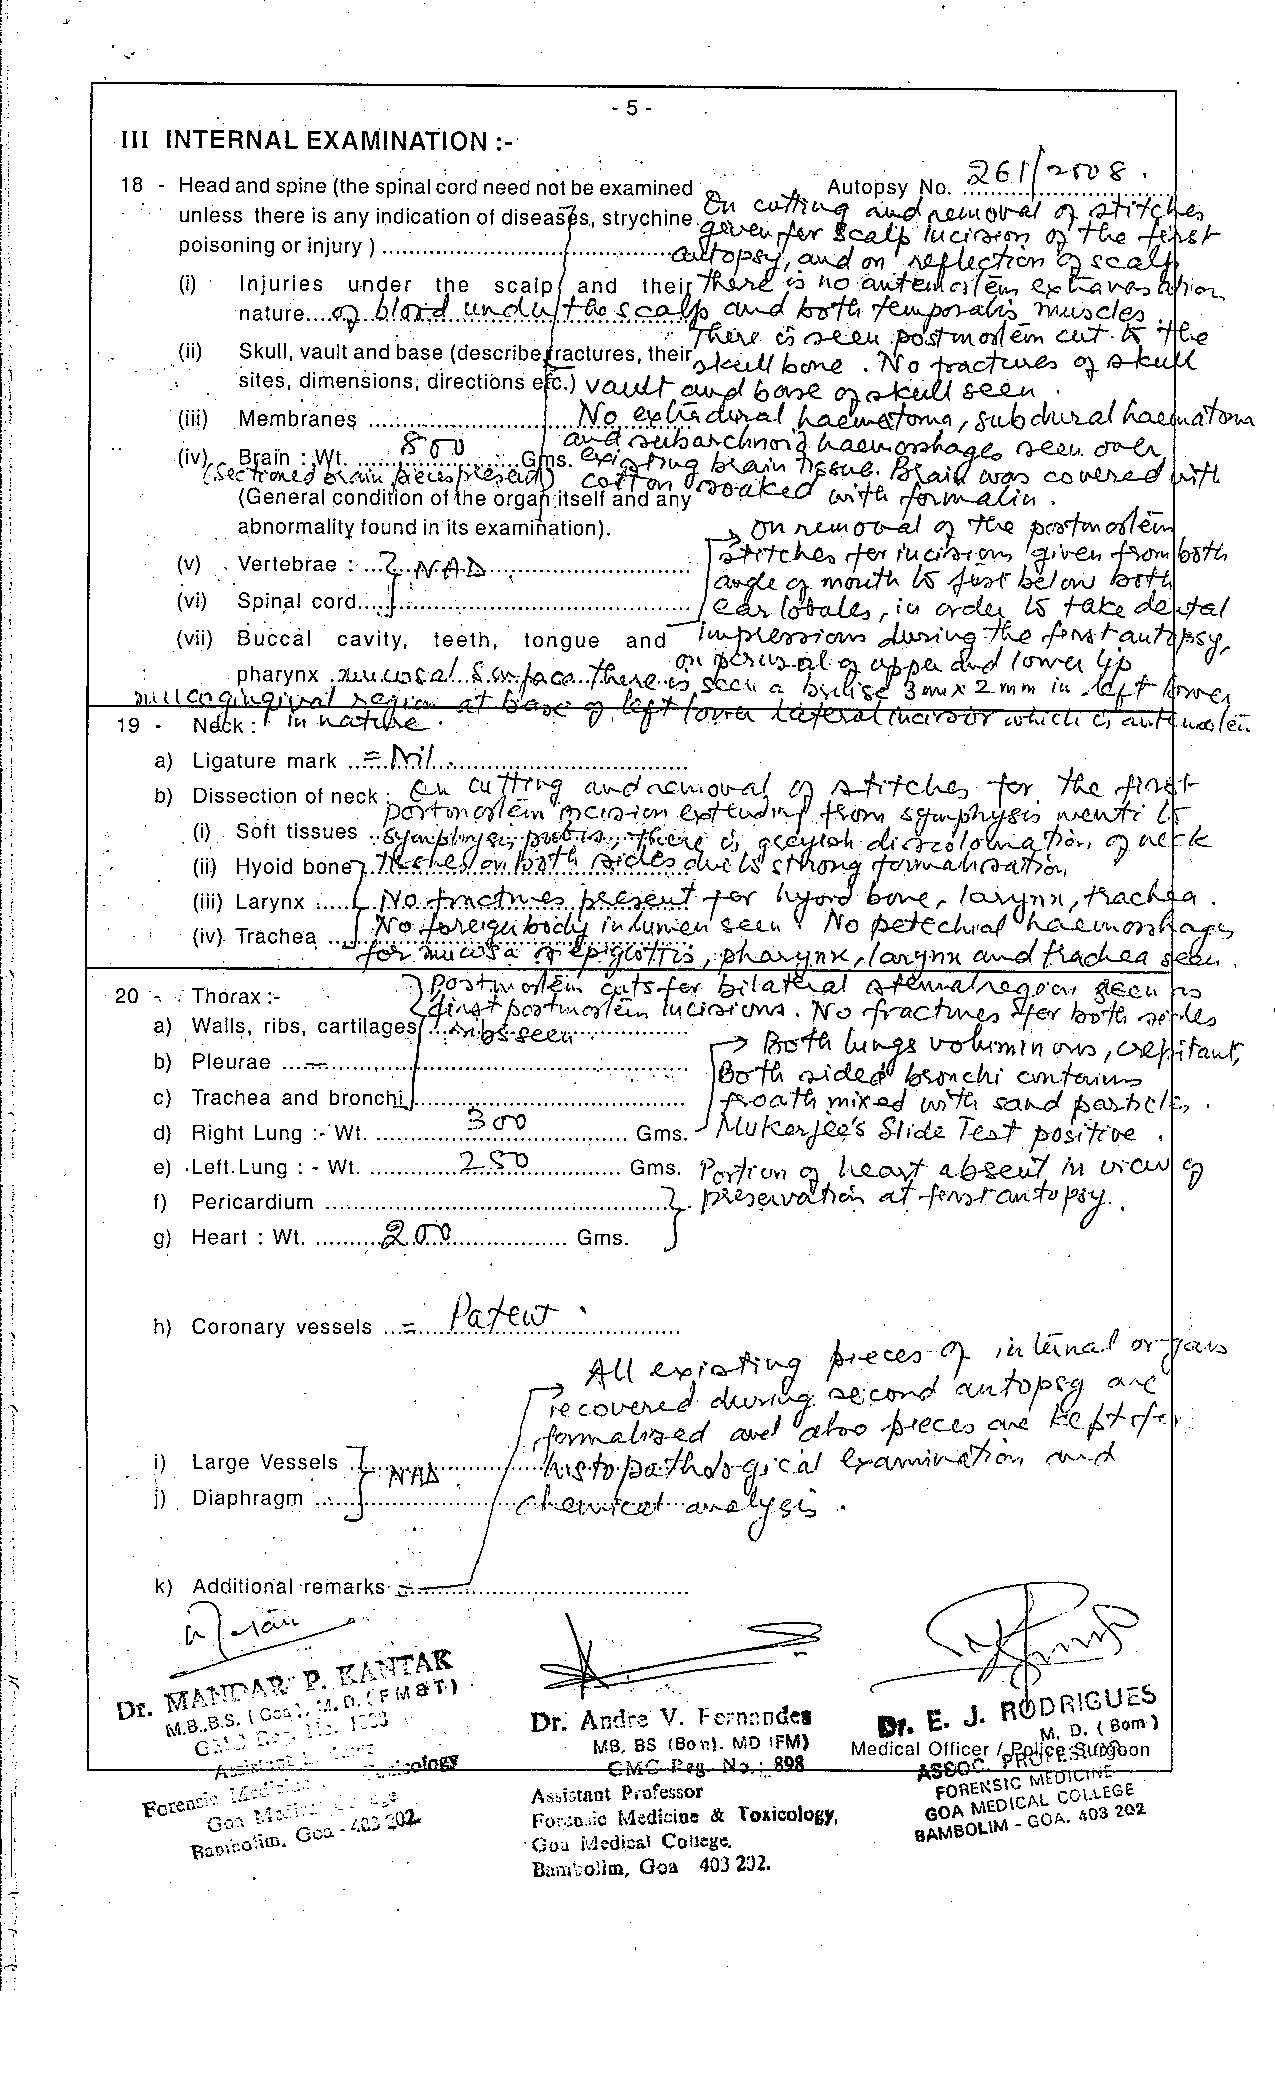 - 5 -
III INTERNAL EXAMINATION :-
18 - Head and spine (the spinal cord need not be examined
Autopsy No. 261/2008.
unless there is any indication of diseases, strychine
On cutting and removal of stitches
poisoning or injury )
given for scalp incision of the first
autopsy, and on reflection of scalp
(i) Injuries under the scalp and their
There is no antemortem extravasation
nature of blood under the scalp and both temporalis muscles.
There is seen postmortem cut to the
(ii) Skull, vault and base (describe fractures, their
skull bone. No fractures of skull
sites, dimensions, directions etc.) vault and base of skull seen.
(iii) Membranes No extradural haematoma, subdural haematoma
and subarchnoid haemorrhages seen over
(iv) Brain : Wt. 800 Gms. existing brain tissue. Brain was covered with
(sectioned brain pieces present) cotton soaked with formalin.
(General condition of the organ itself and any
abnormality found in its examination).
On removal of the postmortem
(v) Vertebrae : NAD
stitches for incisions given from both
angle of mouth to just below both
(vi) Spinal cord
ear lobules, in order to take dental
(vii) Buccal cavity, teeth, tongue and
impressions during the first autopsy,
on perusal of upper and lower lip
pharynx mucosal surface there is seen a 3mm x 2mm in left lower
gingival region at base of left lower lateral incisor which is antemortem
19 - Neck : in nature.
a) Ligature mark = Nil.
b) Dissection of neck : On cutting and removal of stitches for the first
postmortem incision extending from symphysis menti to
(i) Soft tissues symphysis pubis, there is greyish discolouration of neck
(ii) Hyoid bone tissues on both sides due to strong formalisation,
(iii) Larynx : No fractures present for hyoid bone, larynx, trachea.
(iv) Trachea No foreign body in lumen seen. No petechial haemorrhages
for mucosa of epiglottis, pharynx, larynx and trachea seen.
20 - Thorax :-
Postmortem cuts for bilateral sternal region seen as
first postmortem incisions. No fractures for both sides
a) Walls, ribs, cartilages ribs seen
Both lungs voluminous, crepitant,
b) Pleurae
Both sided bronchi contains
c) Trachea and bronchi
froath mixed with sand particles.
d) Right Lung :- Wt. 300 Gms.
Mukerjee's Slide Test positive.
e) Left Lung : - Wt. 250 Gms.
Portion of heart absent in view of
f) Pericardium
preservation at first autopsy.
g) Heart : Wt. 200 Gms.
h) Coronary vessels = Patent.
All existing pieces of internal organs
recovered during second autopsy are
formalised and also pieces are kept for
i) Large Vessels NAD
histopathological examination and
j) Diaphragm
chemical analysis.
k) Additional remarks
Dr. MANDAR P. KANTAK
M.B.,B.S. ( Goa ), M.D. (FM&T)
Forensic
Goa
Bambolim, Goa - 403 202.
Dr. Andre V. Fernandes
MB, BS (Bom). MD (FM)
GMC Reg. No.: 898
Assistant Professor
Forensic Medicine & Toxicology,
Goa Medical College.
Bambolim, Goa 403 202.
Dr. E. J. RODRIGUES
M. D. ( Bom )
Medical Officer / Police Surgeon
ASSOC. PROFESSOR
FORENSIC MEDICINE
GOA MEDICAL COLLEGE
BAMBOLIM - GOA. 403 202